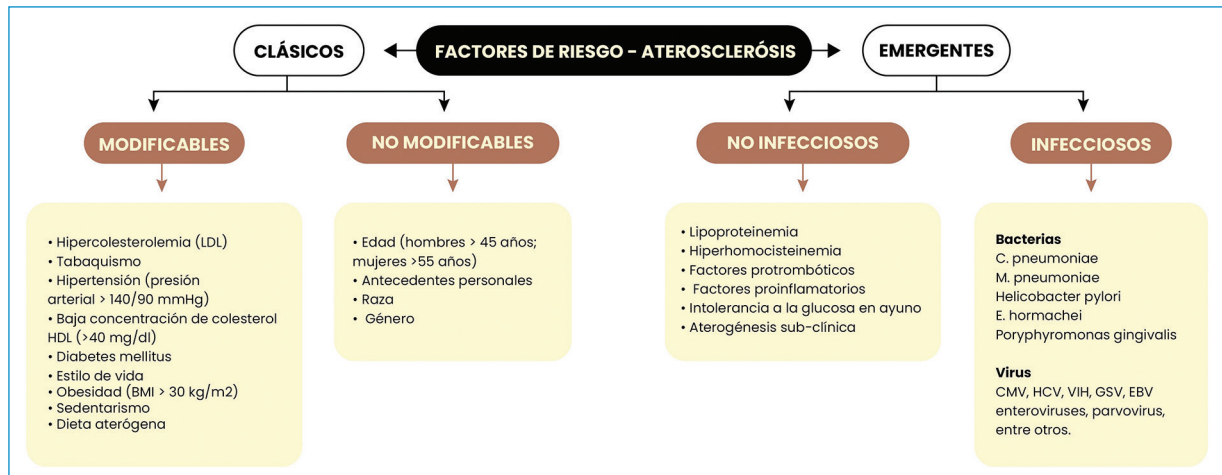 FACTORES DE RIESGO - ATEROSCLERÓSIS
CLÁSICOS
EMERGENTES
MODIFICABLES
• Hipercolesterolemia (LDL)
• Tabaquismo
• Hipertensión (presión
arterial > 140/90 mmHg)
• Baja concentración de colesterol
HDL (>40 mg/dl)
• Diabetes mellitus
• Estilo de vida
• Obesidad (BMI > 30 kg/m2)
• Sedentarismo
• Dieta aterógena
NO MODIFICABLES
• Edad (hombres > 45 años;
mujeres >55 años)
• Antecedentes personales
• Raza
• Género
NO INFECCIOSOS
• Lipoproteinemia
• Hiperhomocisteinemia
• Factores protrombóticos
• Factores proinflamatorios
• Intolerancia a la glucosa en ayuno
• Aterogénesis sub-clínica
INFECCIOSOS
Bacterias
C. pneumoniae
M. pneumoniae
Helicobacter pylori
E. hormachei
Poryphyromonas gingivalis
Virus
CMV, HCV, VIH, GSV, EBV
enteroviruses, parvovirus,
entre otros.